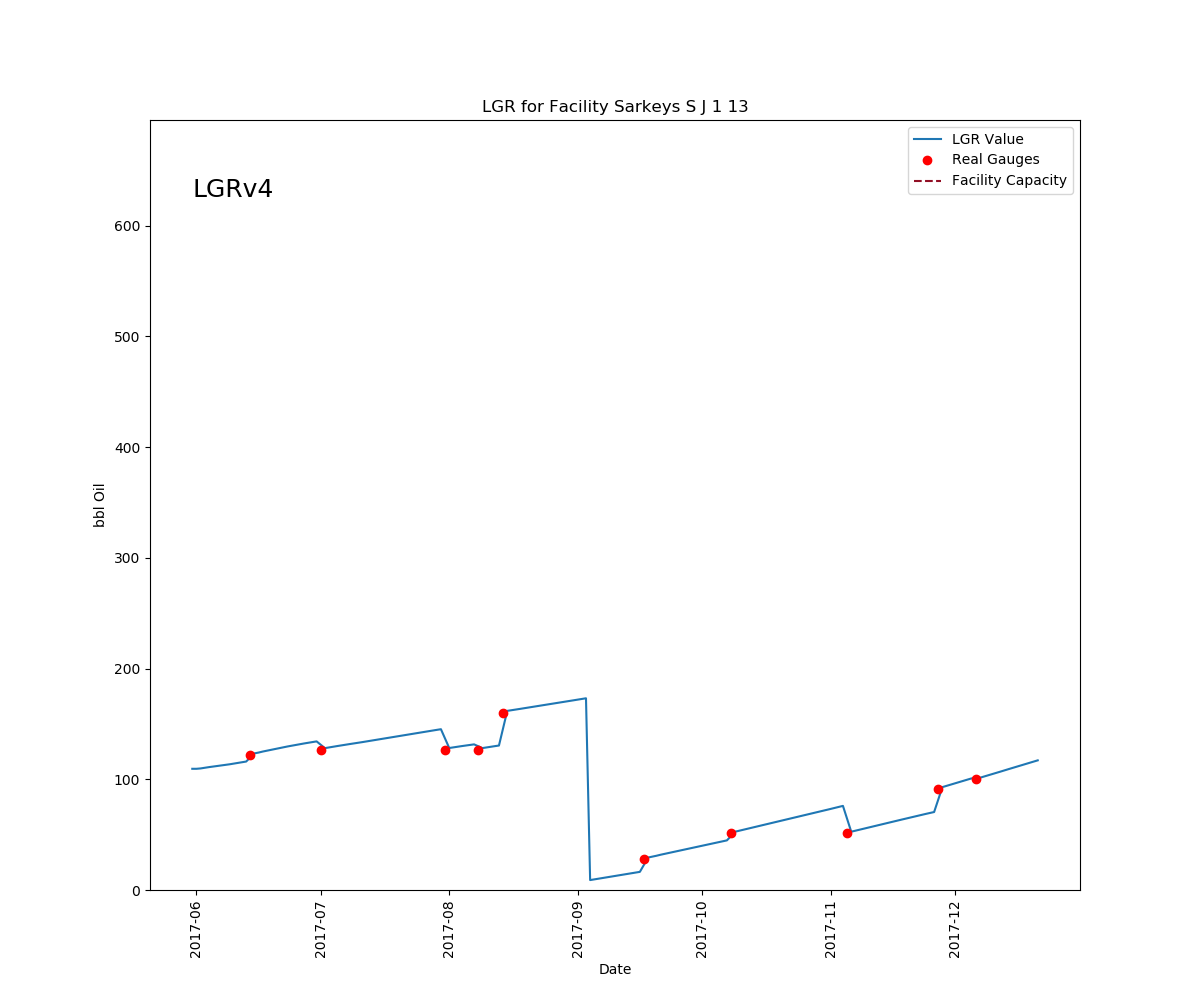 LGR for Facility Sarkeys S J 1 13
LGRv4
LGR Value
Real Gauges
Facility Capacity
600
500
400
300
200
100
0
bbl Oil
2017-06
2017-07
2017-08
2017-09
2017-10
2017-11
2017-12
Date